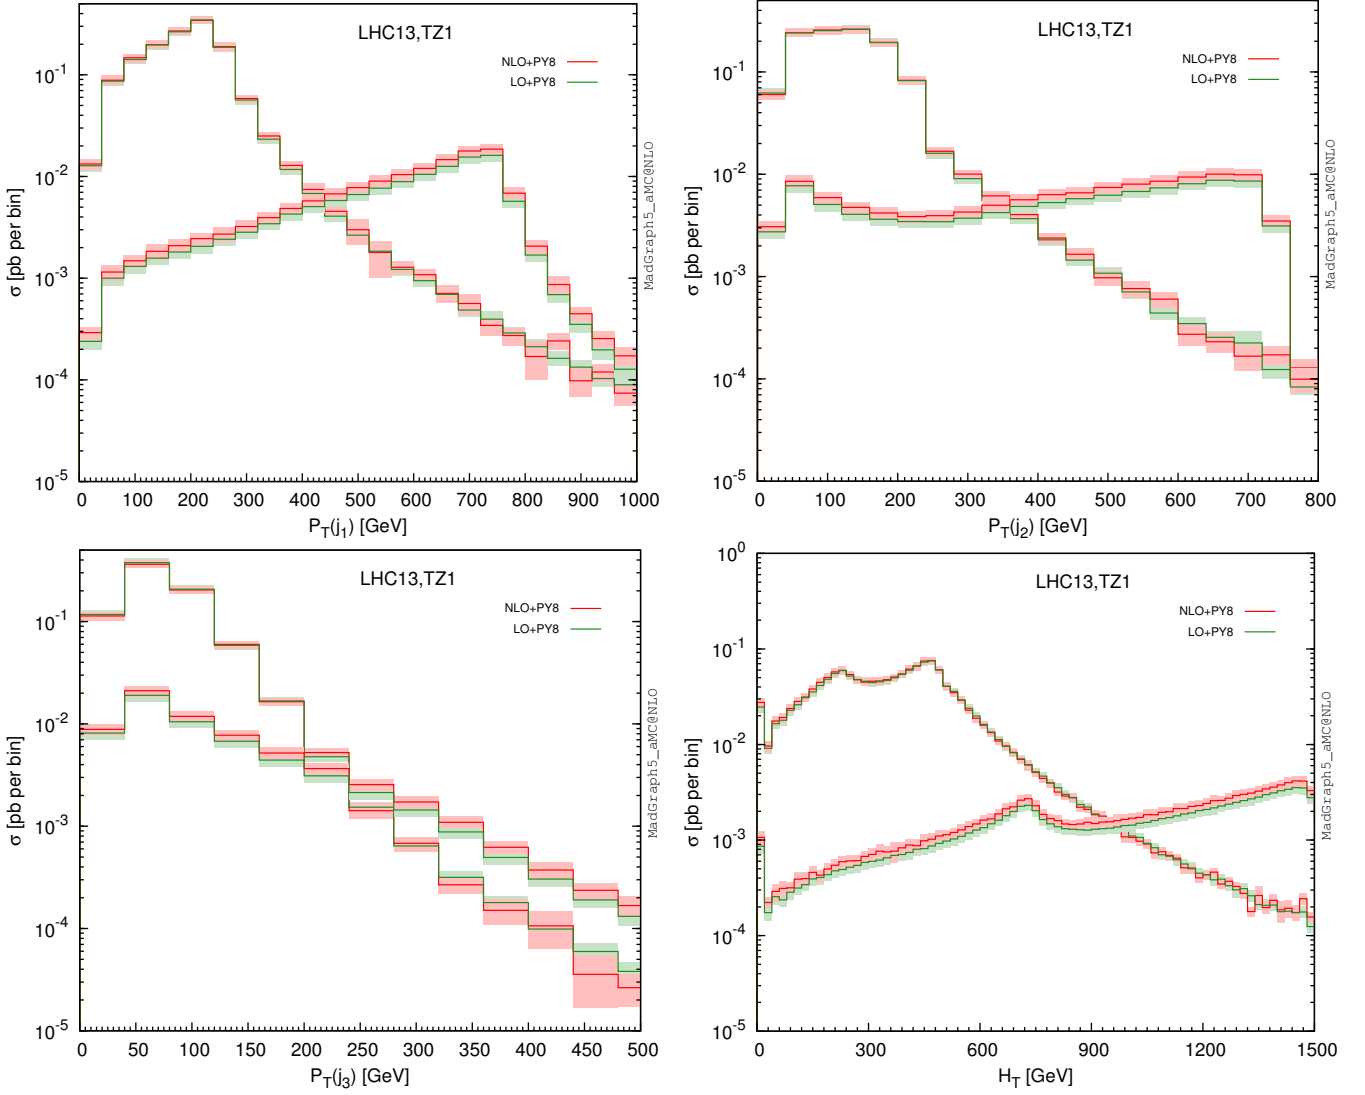 LHC13,TZ1
NLO+PY8
LO+PY8
σ [pb per bin]
MadGraph5_aMC@NLO
10^-1
10^-2
10^-3
10^-4
10^-5
0 100 200 300 400 500 600 700 800 900 1000
P_T(j_1) [GeV]
LHC13,TZ1
NLO+PY8
LO+PY8
σ [pb per bin]
MadGraph5_aMC@NLO
10^-1
10^-2
10^-3
10^-4
10^-5
0 100 200 300 400 500 600 700 800
P_T(j_2) [GeV]
LHC13,TZ1
NLO+PY8
LO+PY8
σ [pb per bin]
MadGraph5_aMC@NLO
10^-1
10^-2
10^-3
10^-4
10^-5
0 50 100 150 200 250 300 350 400 450 500
P_T(j_3) [GeV]
LHC13,TZ1
NLO+PY8
LO+PY8
σ [pb per bin]
MadGraph5_aMC@NLO
10^0
10^-1
10^-2
10^-3
10^-4
10^-5
0 300 600 900 1200 1500
H_T [GeV]